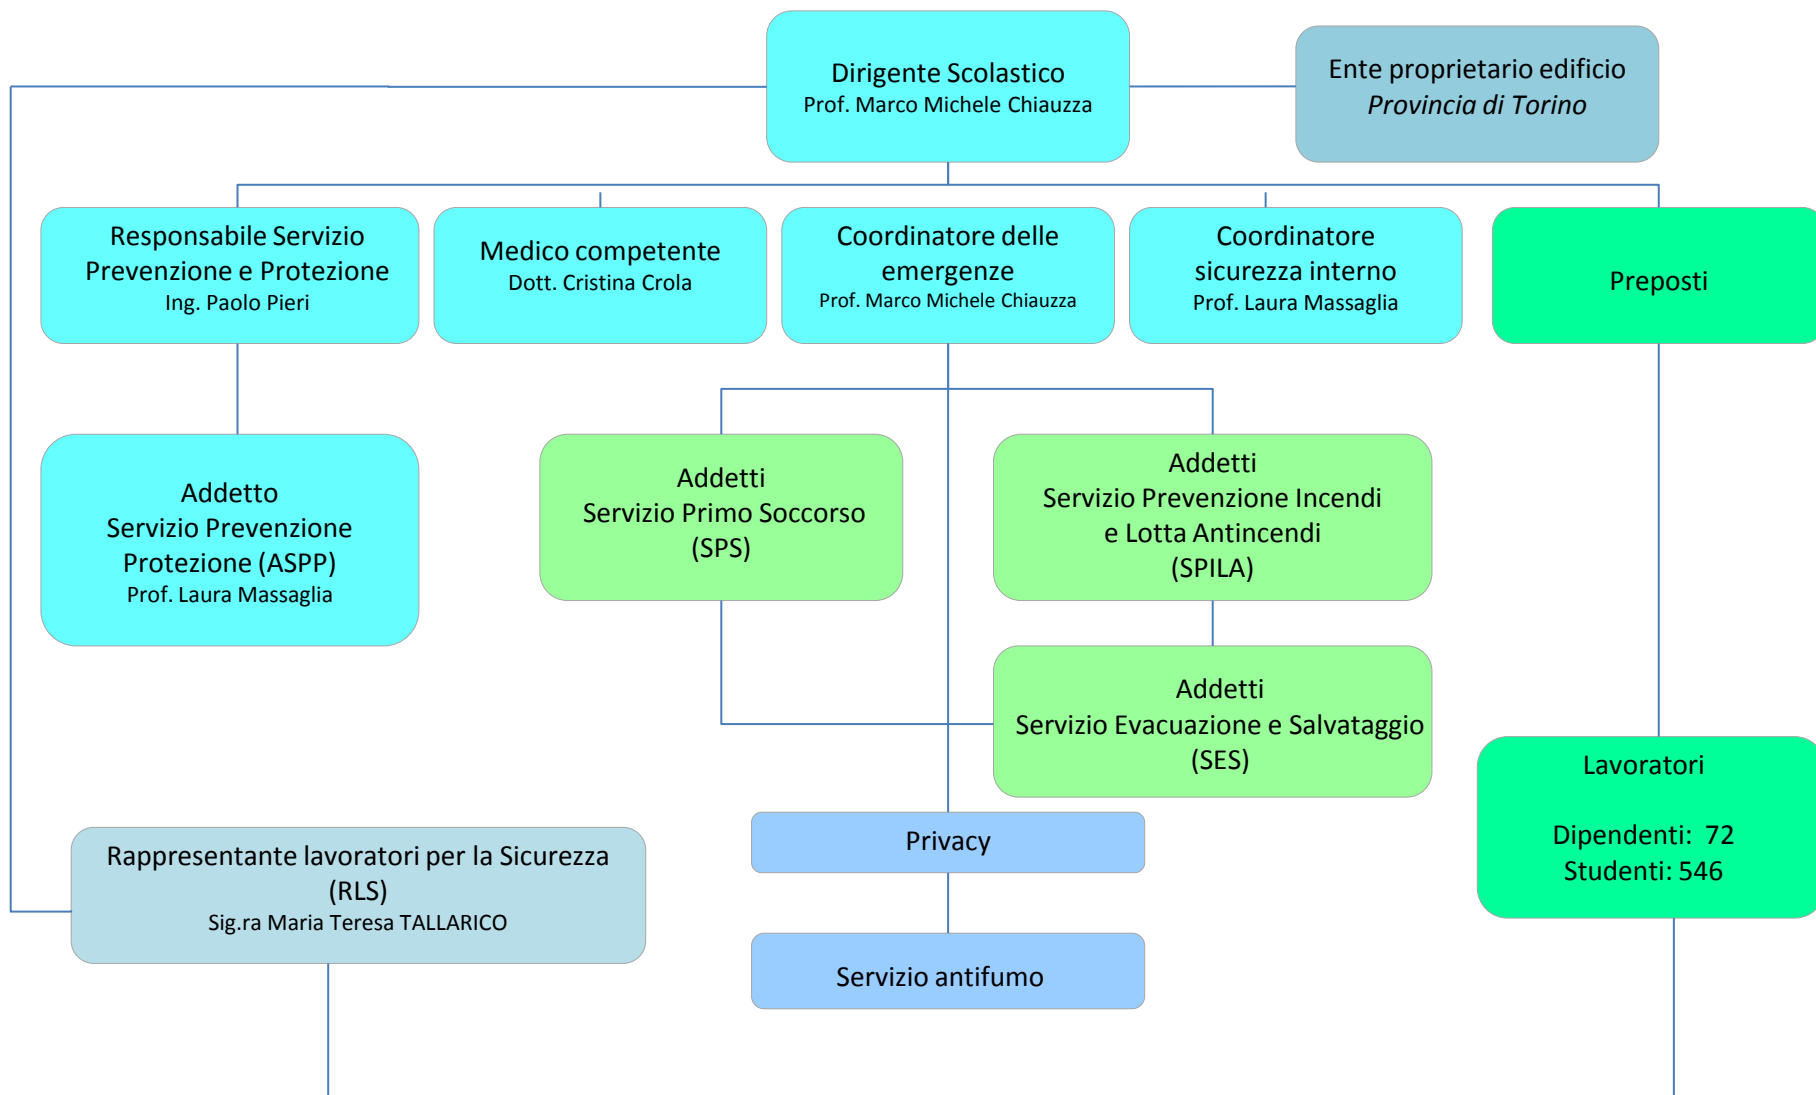 Dirigente Scolastico
Prof. Marco Michele Chiauzza
Ente proprietario edificio
Provincia di Torino
Responsabile Servizio
Prevenzione e Protezione
Ing. Paolo Pieri
Medico competente
Dott. Cristina Crola
Coordinatore delle
emergenze
Prof. Marco Michele Chiauzza
Coordinatore
sicurezza interno
Prof. Laura Massaglia
Preposti
Addetto
Servizio Prevenzione
Protezione (ASPP)
Prof. Laura Massaglia
Addetti
Servizio Primo Soccorso
(SPS)
Addetti
Servizio Prevenzione Incendi
e Lotta Antincendi
(SPILA)
Addetti
Servizio Evacuazione e Salvataggio
(SES)
Lavoratori
Dipendenti: 72
Studenti: 546
Privacy
Rappresentante lavoratori per la Sicurezza
(RLS)
Sig.ra Maria Teresa TALLARICO
Servizio antifumo